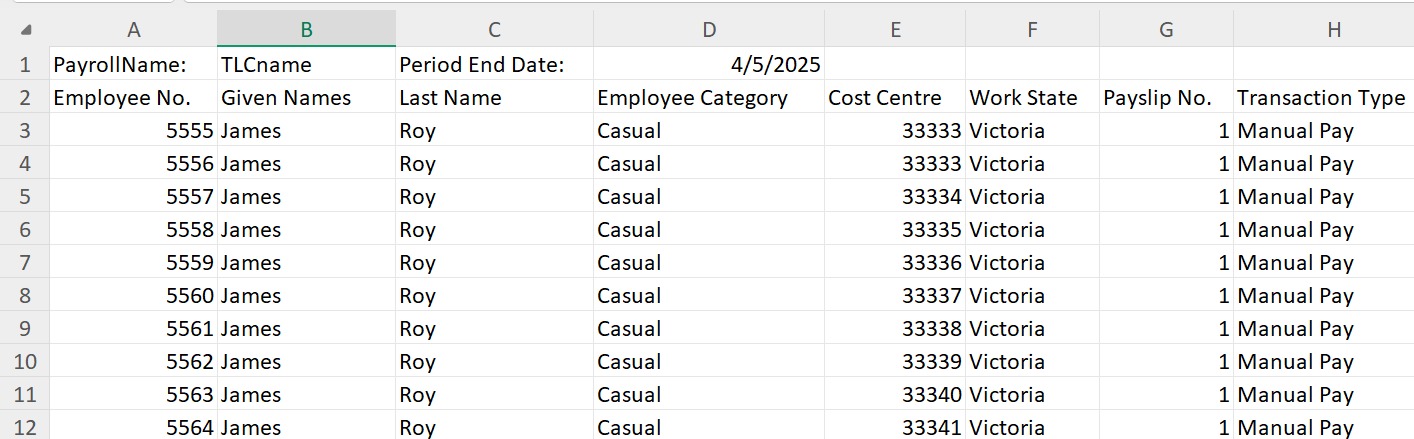 A B C D E F G H
1 PayrollName: TLCname Period End Date: 4/5/2025
2 Employee No. Given Names Last Name Employee Category Cost Centre Work State Payslip No. Transaction Type
3 5555 James Roy Casual 33333 Victoria 1 Manual Pay
4 5556 James Roy Casual 33333 Victoria 1 Manual Pay
5 5557 James Roy Casual 33334 Victoria 1 Manual Pay
6 5558 James Roy Casual 33335 Victoria 1 Manual Pay
7 5559 James Roy Casual 33336 Victoria 1 Manual Pay
8 5560 James Roy Casual 33337 Victoria 1 Manual Pay
9 5561 James Roy Casual 33338 Victoria 1 Manual Pay
10 5562 James Roy Casual 33339 Victoria 1 Manual Pay
11 5563 James Roy Casual 33340 Victoria 1 Manual Pay
12 5564 James Roy Casual 33341 Victoria 1 Manual Pay